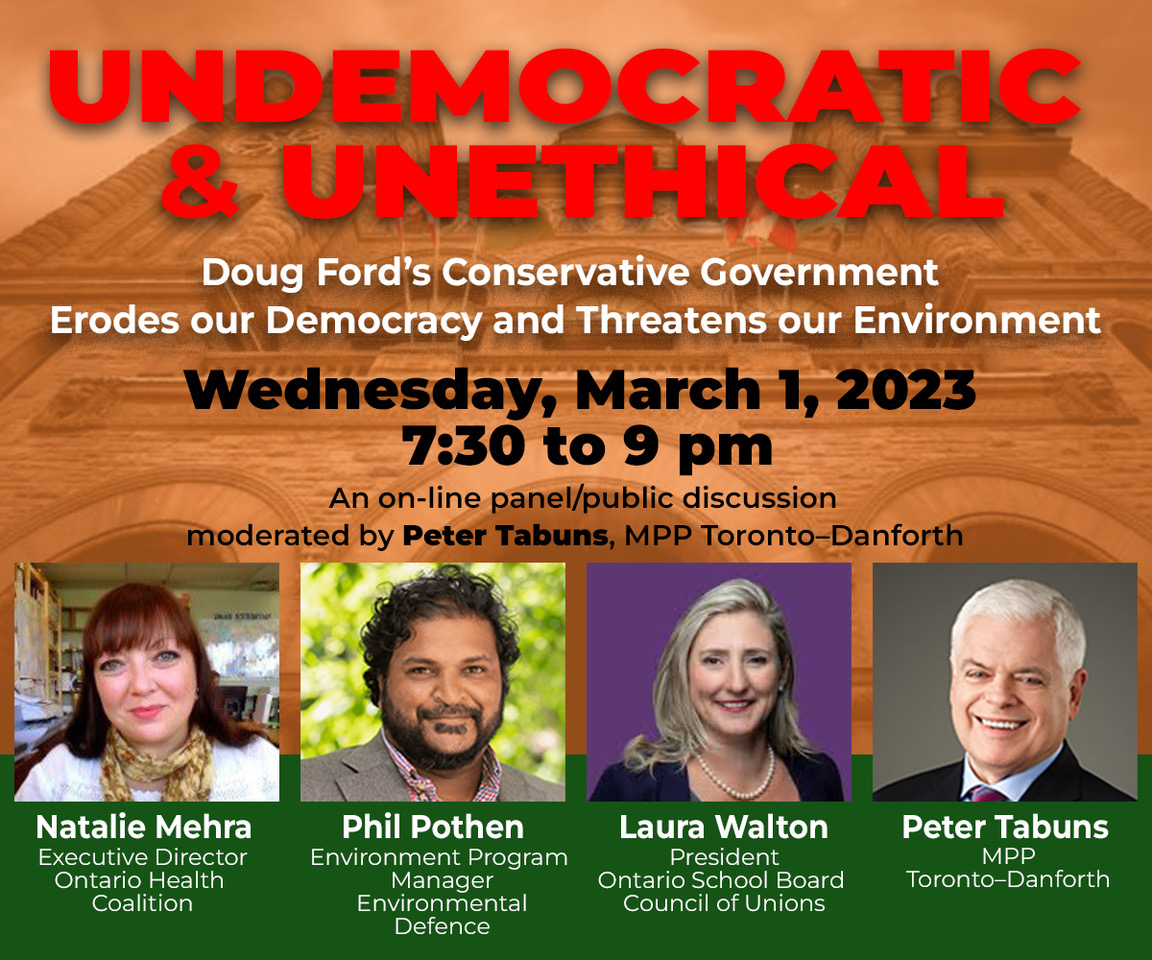 UNDEMOCRATIC
& UNETHICAL
Doug Ford’s Conservative Government
Erodes our Democracy and Threatens our Environment
Wednesday, March 1, 2023
7:30 to 9 pm
An on-line panel/public discussion
moderated by Peter Tabuns, MPP Toronto–Danforth
Natalie Mehra
Executive Director
Ontario Health
Coalition
Phil Pothen
Environment Program
Manager
Environmental
Defence
Laura Walton
President
Ontario School Board
Council of Unions
Peter Tabuns
MPP
Toronto–Danforth